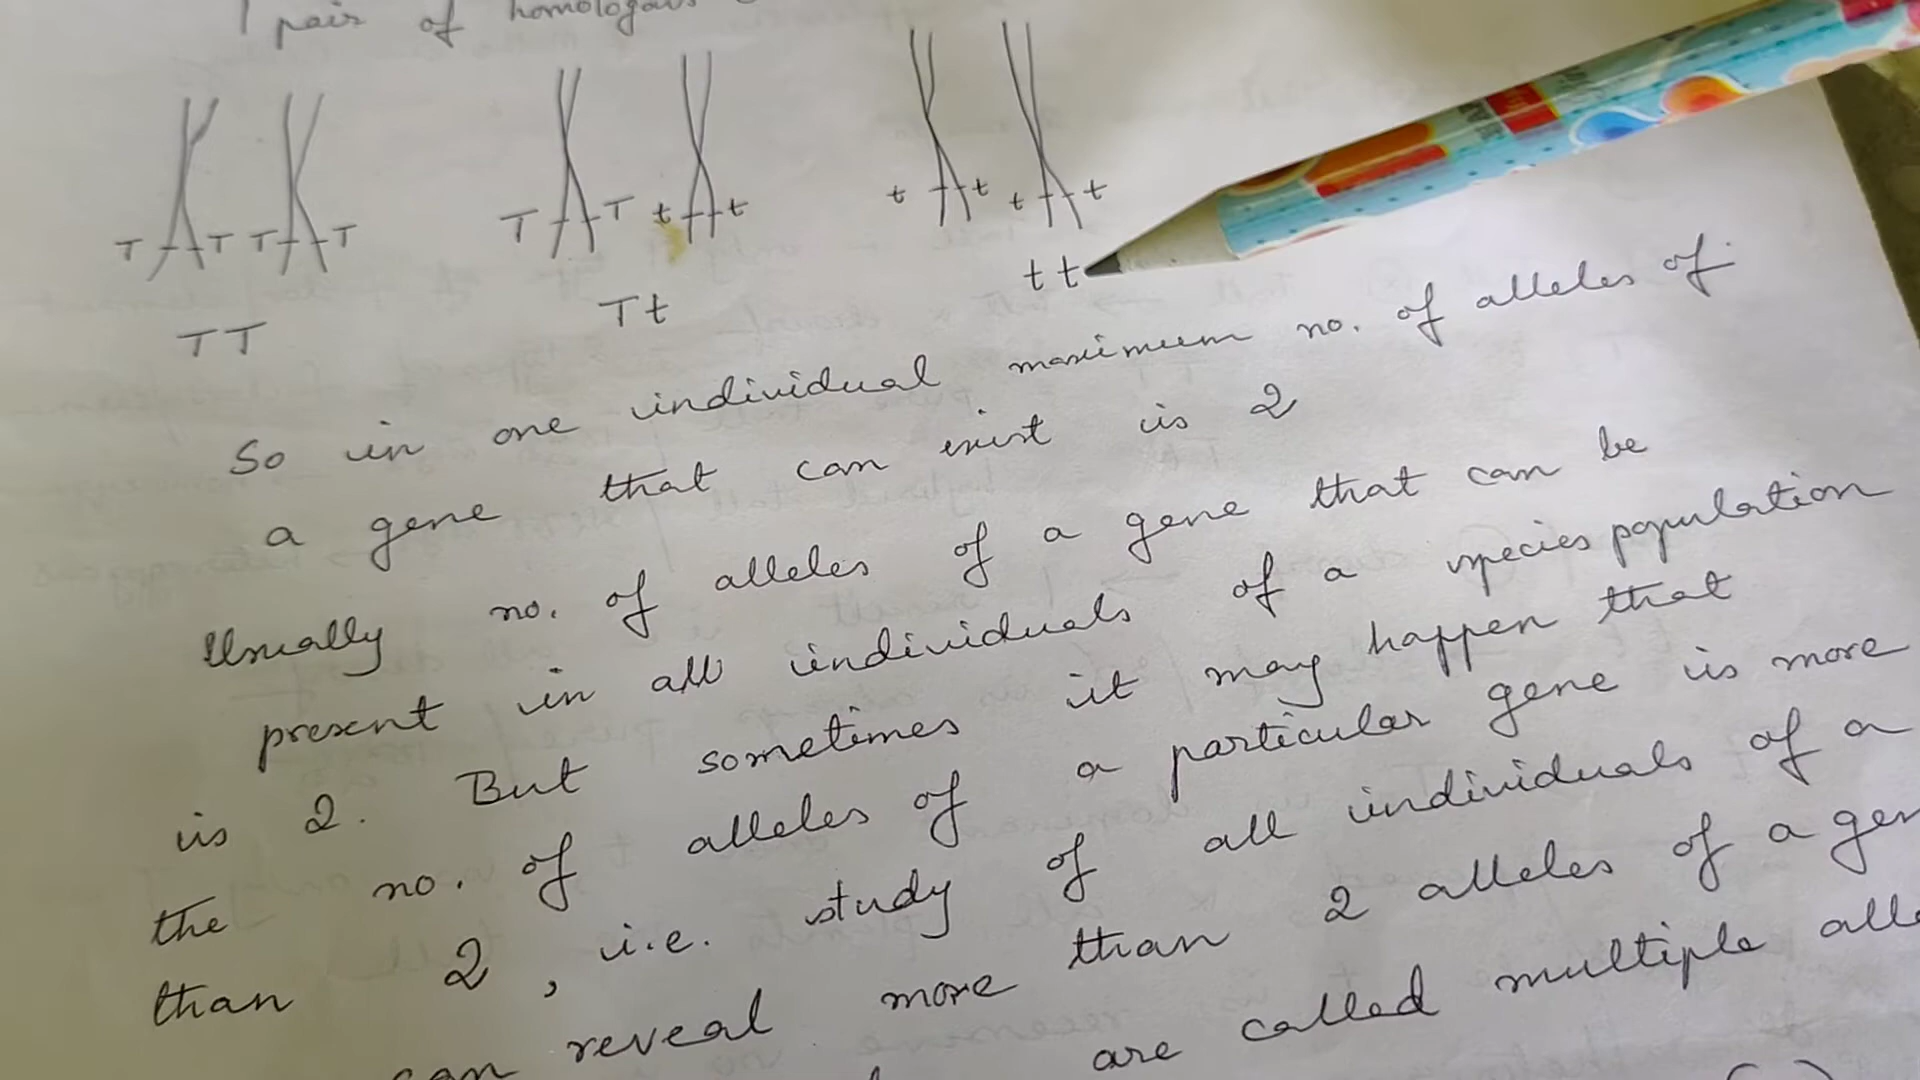 1 pair of homologous
T T T T
T T t t
t t t t
TT
Tt
tt
So in one individual maximum no. of alleles of
a gene that can exist is 2
Usually no. of alleles of a gene that can be
present in all individuals of a species population
is 2. But sometimes it may happen that
the no. of alleles of a particular gene is more
than 2, i.e. study of all individuals of a
can reveal more than 2 alleles of a gen
are called multiple alle